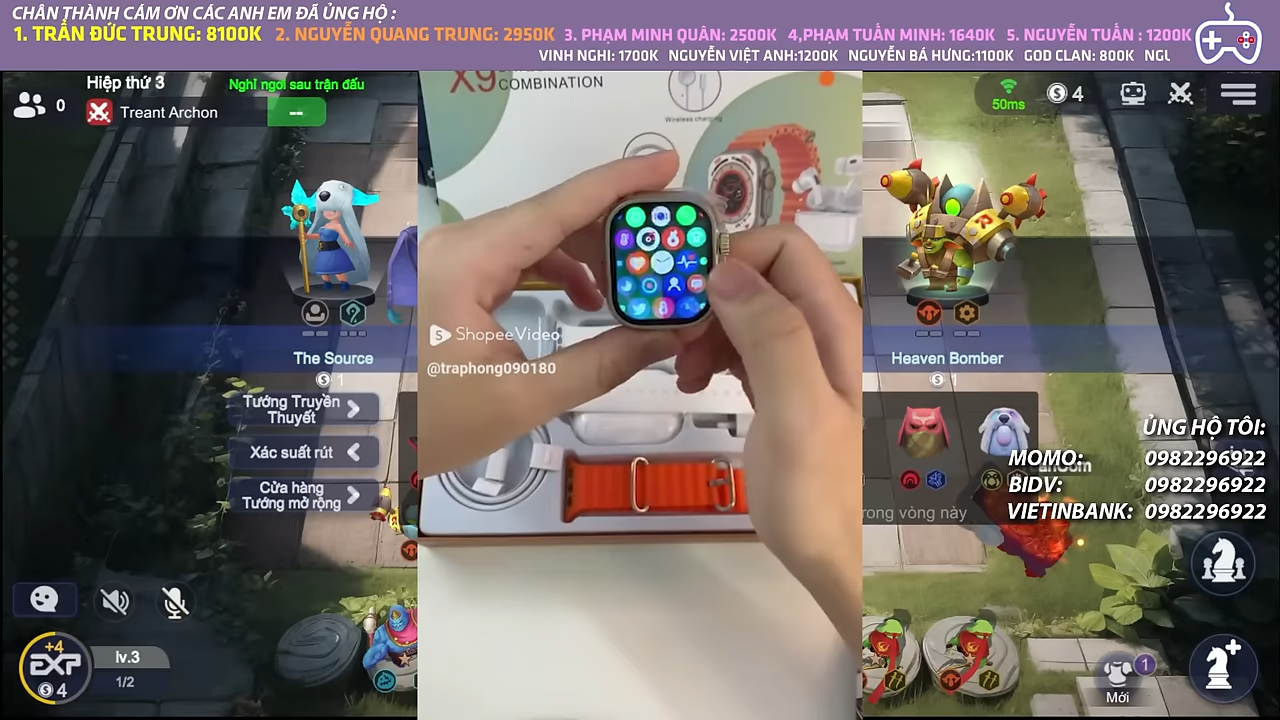 CHÂN THÀNH CÁM ƠN CÁC ANH EM ĐÃ ỦNG HỘ :
1. TRẦN ĐỨC TRUNG: 8100K 2. NGUYỄN QUANG TRUNG: 2950K 3. PHẠM MINH QUÂN: 2500K 4,PHẠM TUẤN MINH: 1640K 5. NGUYỄN TUẤN : 1200K
VINH NGHI: 1700K NGUYỄN VIỆT ANH:1200K NGUYỄN BÁ HƯNG:1100K GOD CLAN: 800K NGU
Hiệp thứ 3
Nghỉ ngơi sau trận đấu
0
Treant Archon
--
X9
COMBINATION
Wireless charging
50ms
4
The Source
1
Heaven Bomber
1
ShopeeVideo
@traphong090180
Tướng Truyền Thuyết
Xác suất rút
Cửa hàng
Tướng mở rộng
rong vòng này
ỦNG HỘ TÔI:
MOMO: 0982296922
BIDV: 0982296922
VIETINBANK: 0982296922
+4
EXP
4
lv.3
1/2
1
Mới